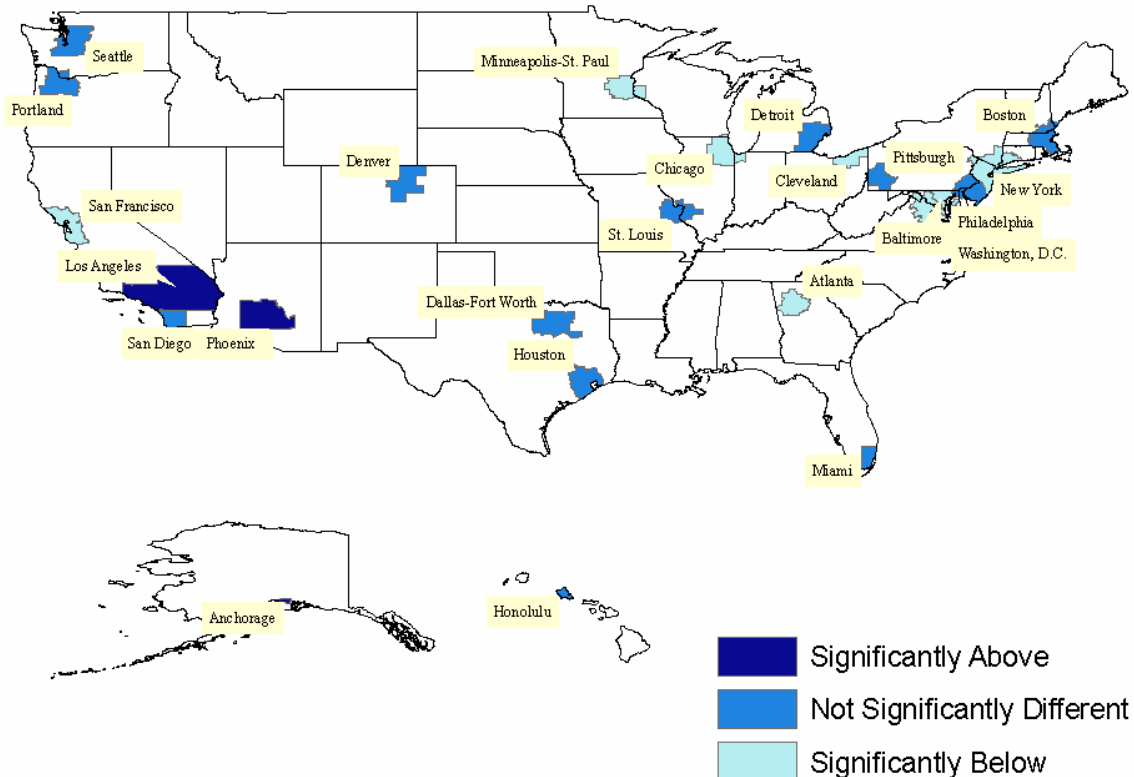 Seattle
Minneapolis-St. Paul
Portland
Detroit
Boston
Denver
Pittsburgh
Chicago
Cleveland
New York
San Francisco
St. Louis
Philadelphia
Baltimore
Washington, D.C.
Los Angeles
Atlanta
Dallas-Fort Worth
San Diego
Phoenix
Houston
Miami
Anchorage
Honolulu
Significantly Above
Not Significantly Different
Significantly Below